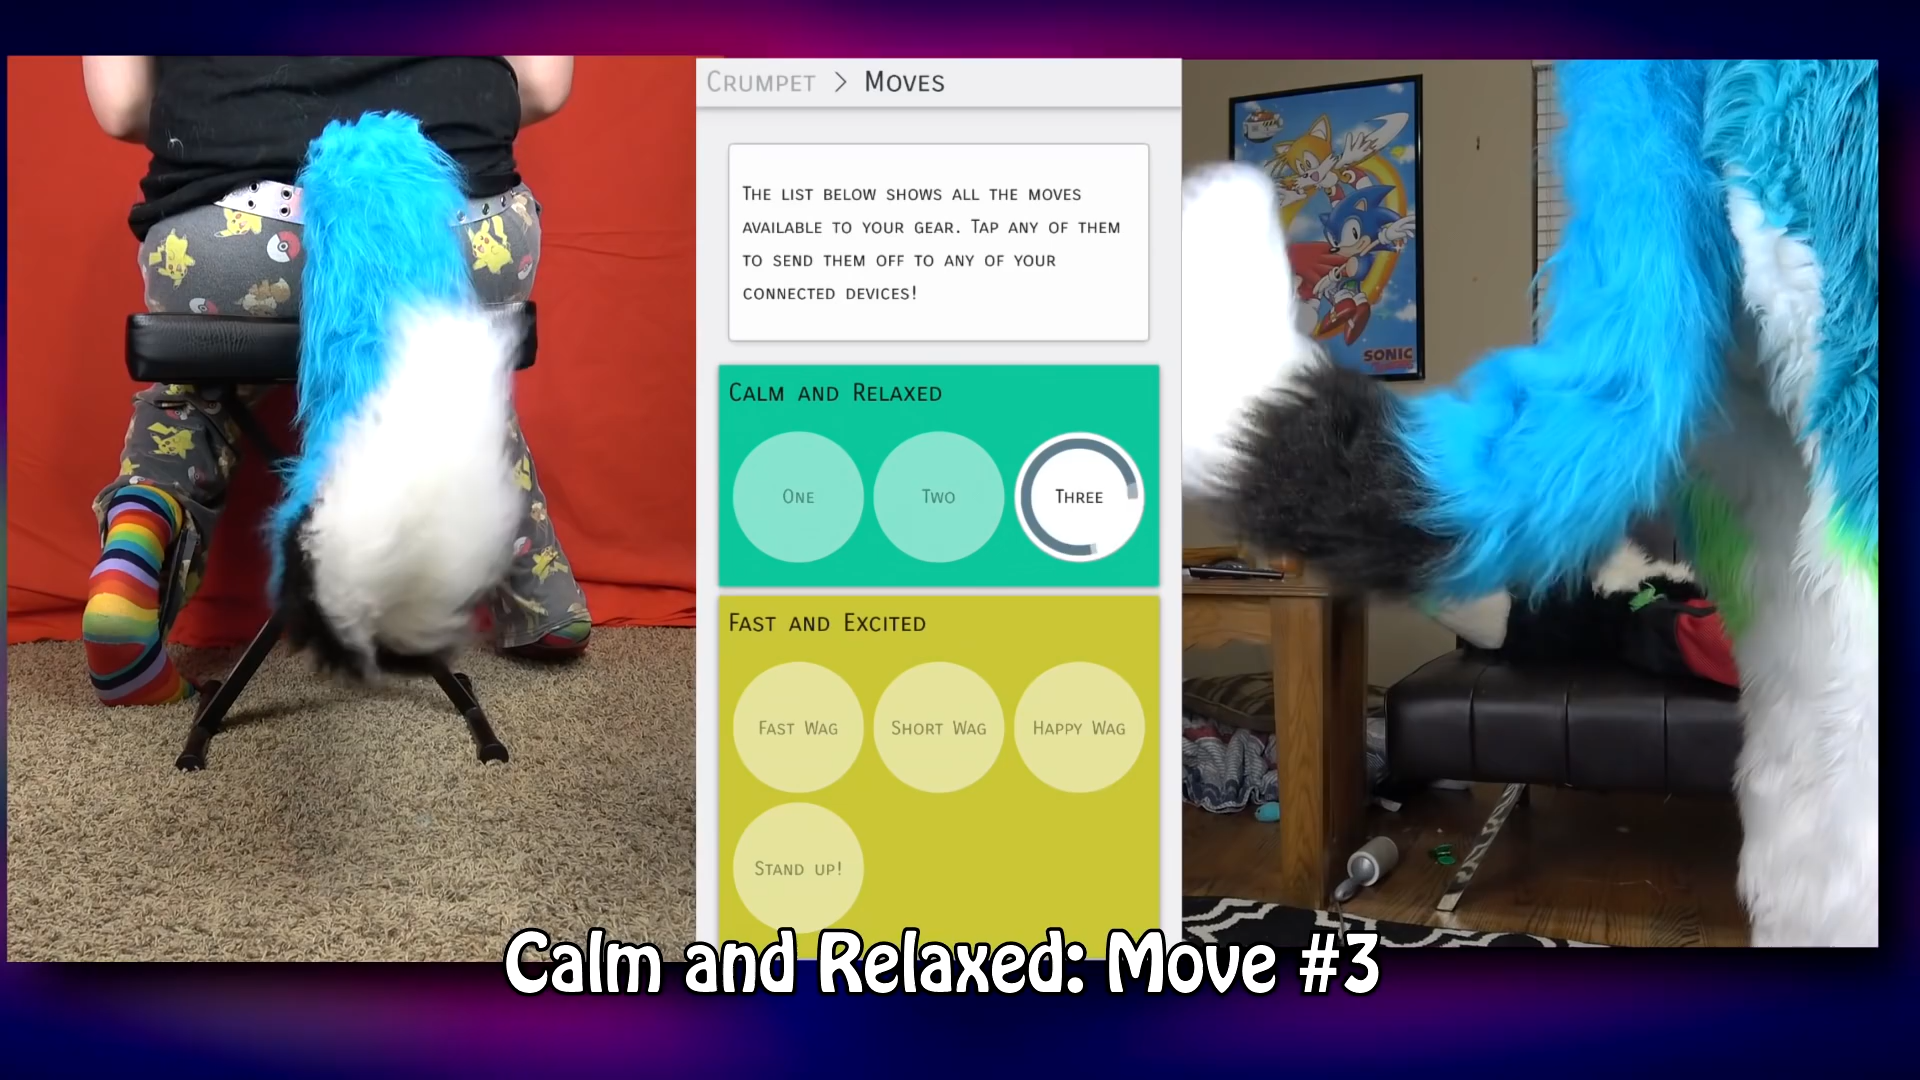 Crumpet > Moves
The list below shows all the moves
available to your gear. Tap any of them
to send them off to any of your
connected devices!
Calm and Relaxed
One
Two
Three
SONIC
Fast and Excited
Fast Wag
Short Wag
Happy Wag
Stand up!
Calm and Relaxed: Move #3